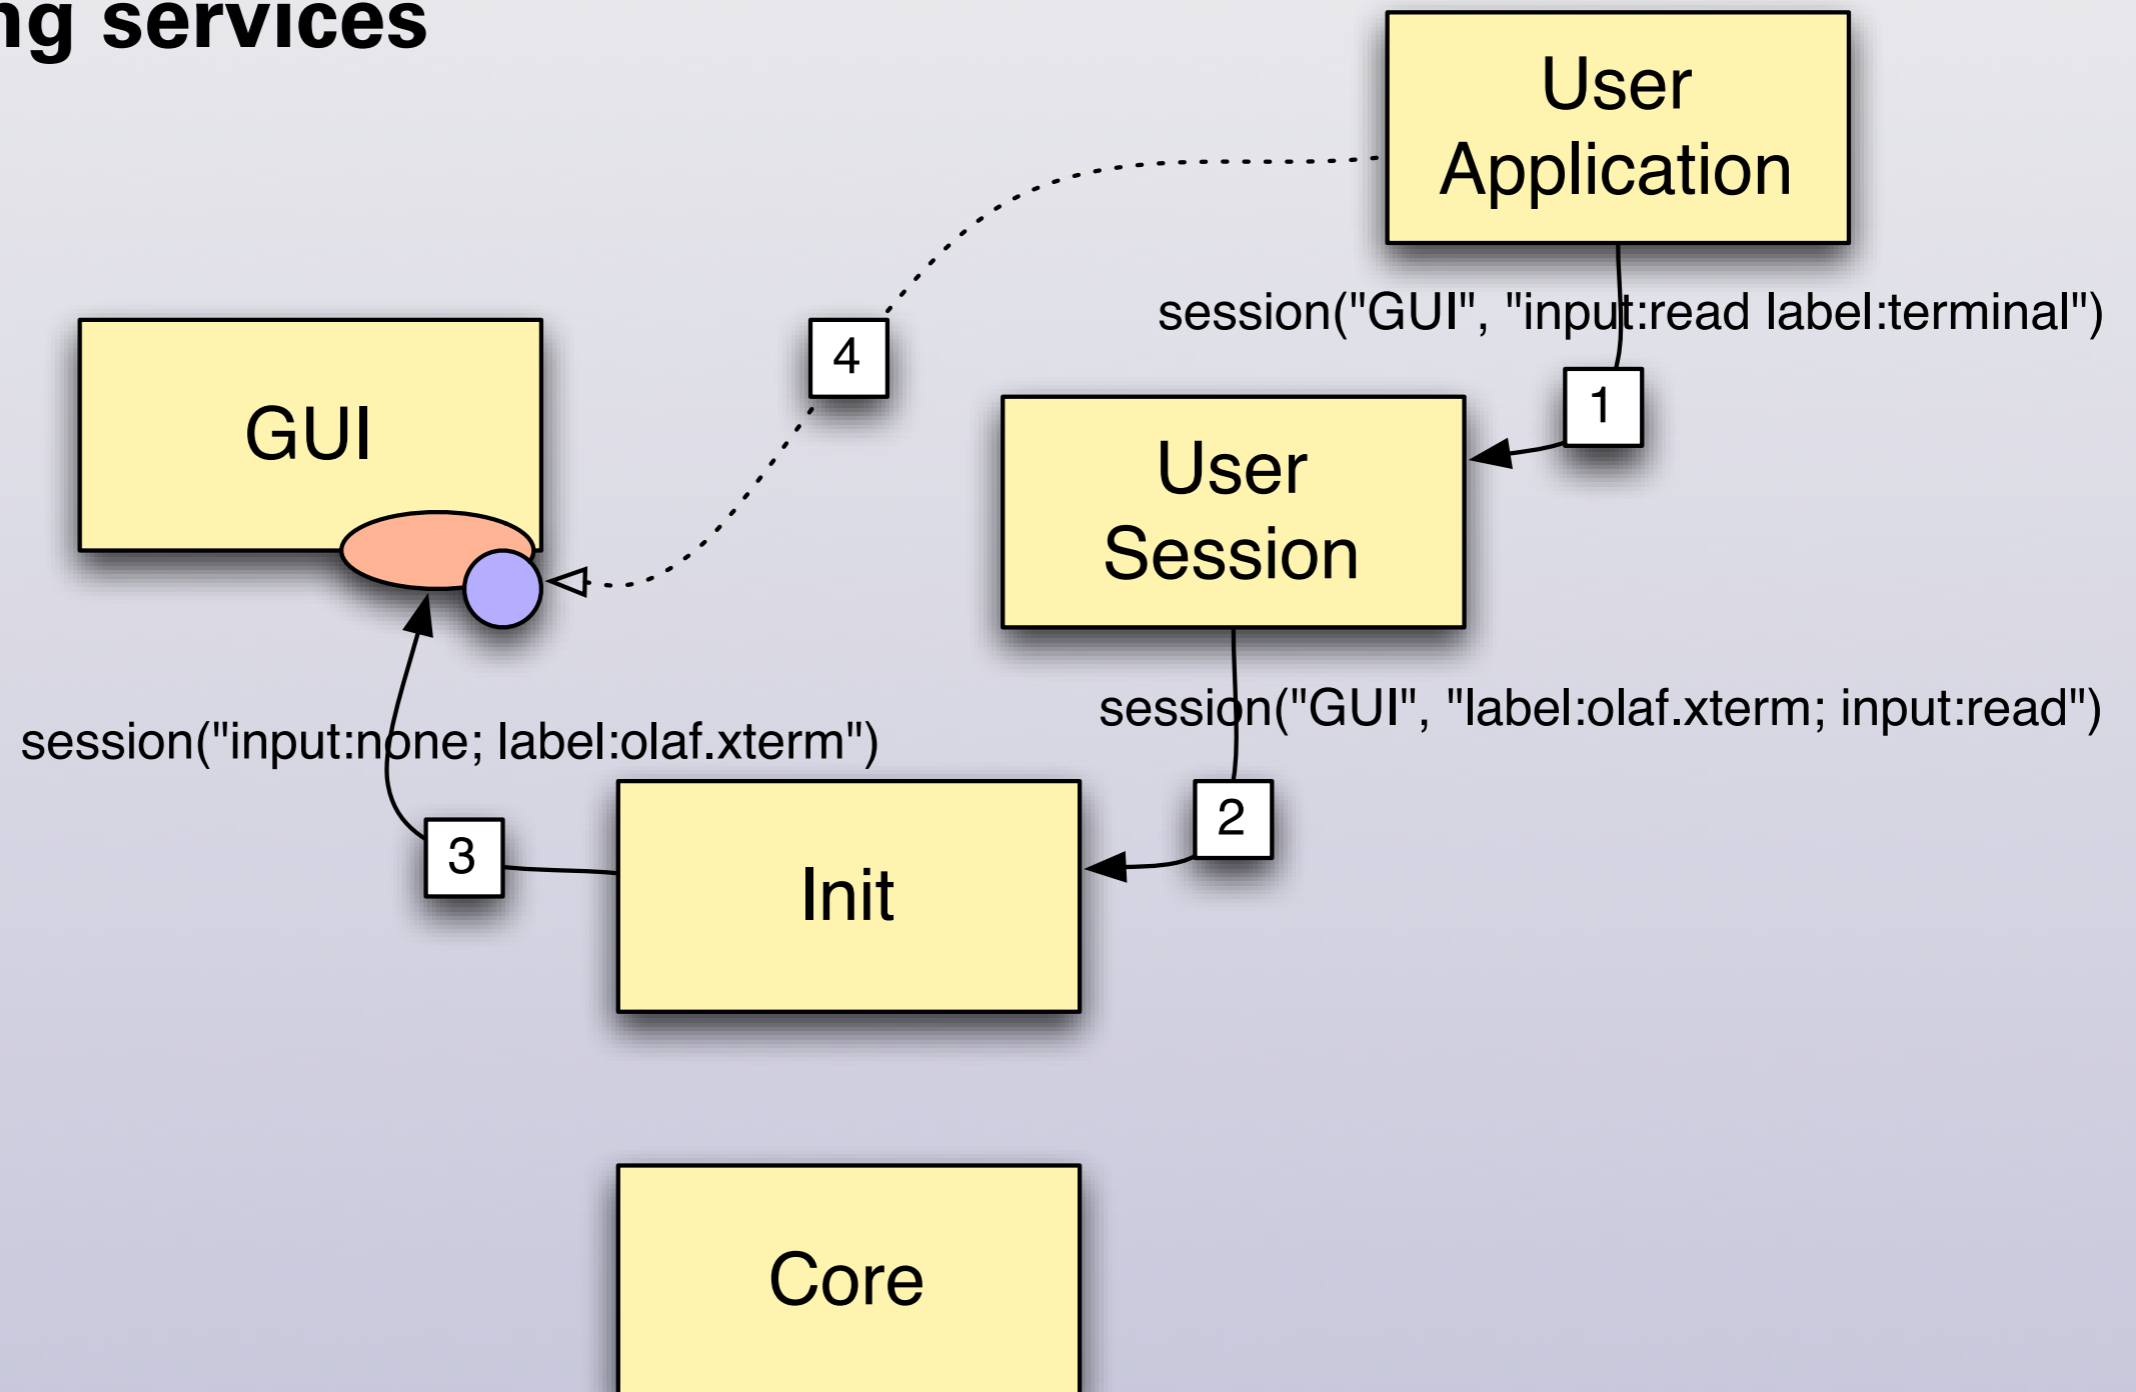 services
User
Application
session("GUI", "input:read label:terminal")
4
1
GUI
User
Session
session("GUI", "label:olaf.xterm; input:read")
session("input:none; label:olaf.xterm")
2
3
Init
Core